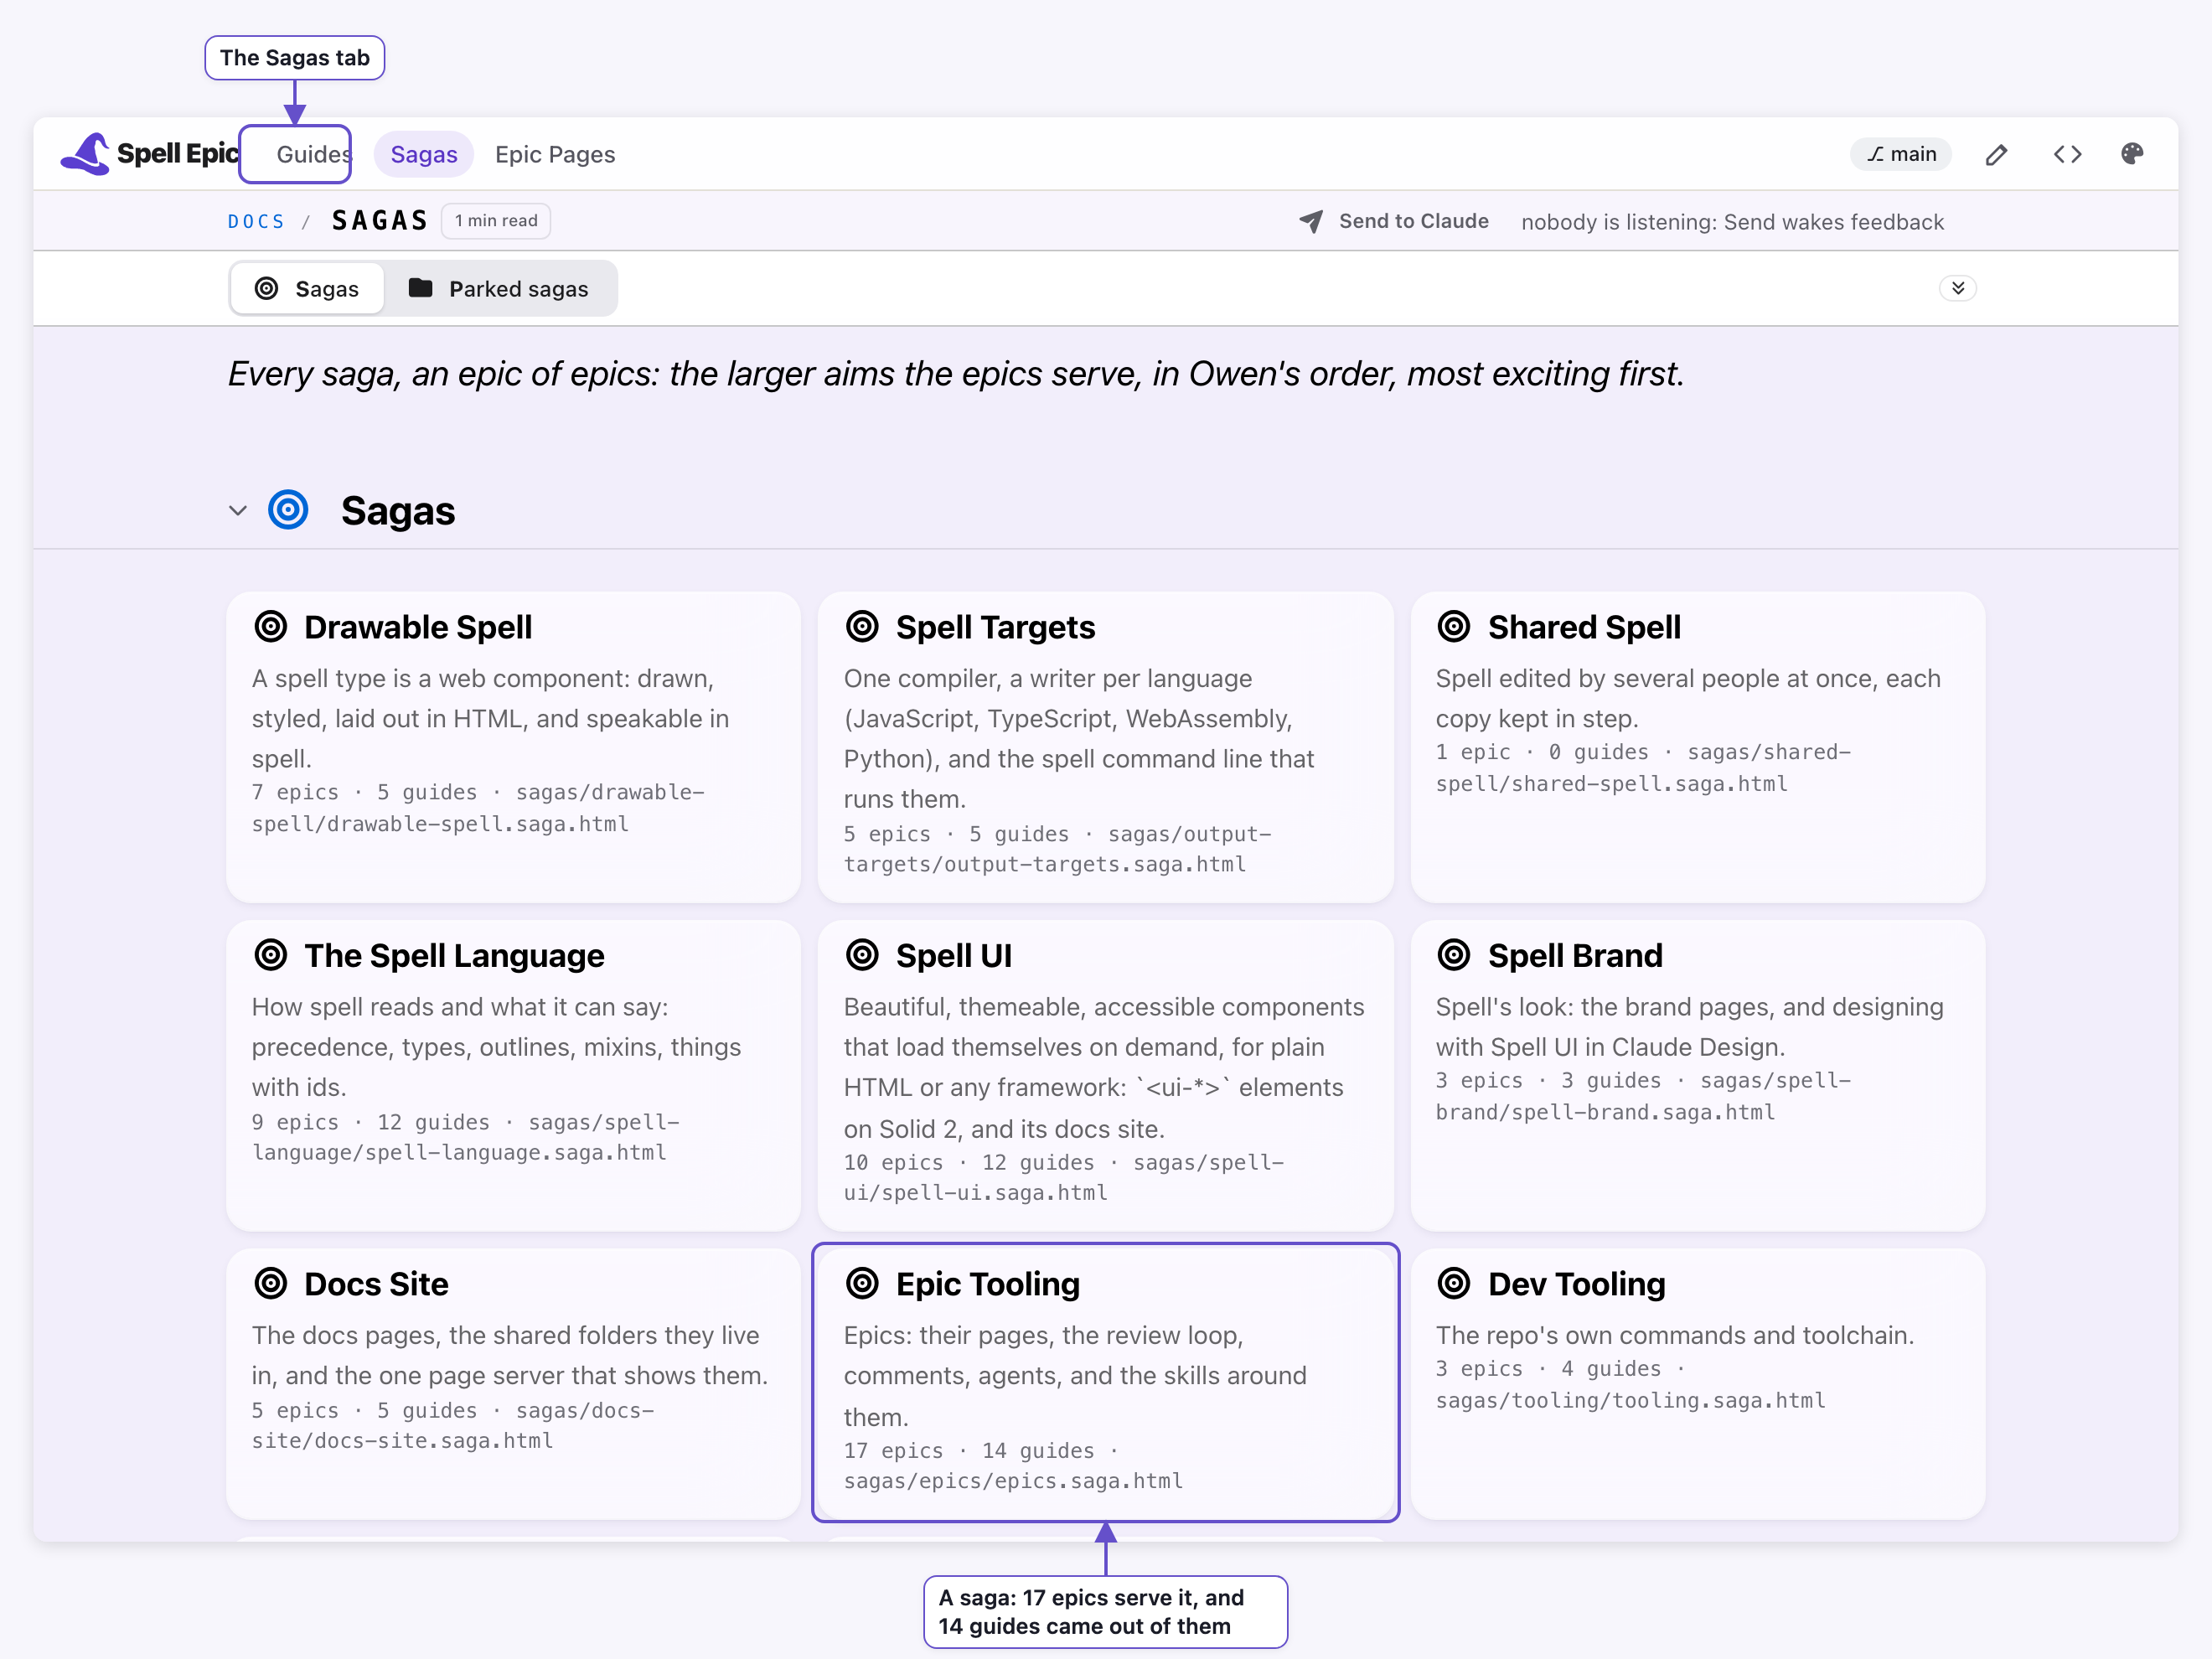 The Sagas tab
Spell Epic Guides Sagas Epic Pages main
DOCS / SAGAS 1 min read Send to Claude nobody is listening: Send wakes feedback
Sagas Parked sagas
Every saga, an epic of epics: the larger aims the epics serve, in Owen's order, most exciting first.
Sagas
Drawable Spell
A spell type is a web component: drawn,
styled, laid out in HTML, and speakable in
spell.
7 epics · 5 guides · sagas/drawable-
spell/drawable-spell.saga.html
Spell Targets
One compiler, a writer per language
(JavaScript, TypeScript, WebAssembly,
Python), and the spell command line that
runs them.
5 epics · 5 guides · sagas/output-
targets/output-targets.saga.html
Shared Spell
Spell edited by several people at once, each
copy kept in step.
1 epic · 0 guides · sagas/shared-
spell/shared-spell.saga.html
The Spell Language
How spell reads and what it can say:
precedence, types, outlines, mixins, things
with ids.
9 epics · 12 guides · sagas/spell-
language/spell-language.saga.html
Spell UI
Beautiful, themeable, accessible components
that load themselves on demand, for plain
HTML or any framework: `<ui-*>` elements
on Solid 2, and its docs site.
10 epics · 12 guides · sagas/spell-
ui/spell-ui.saga.html
Spell Brand
Spell's look: the brand pages, and designing
with Spell UI in Claude Design.
3 epics · 3 guides · sagas/spell-
brand/spell-brand.saga.html
Docs Site
The docs pages, the shared folders they live
in, and the one page server that shows them.
5 epics · 5 guides · sagas/docs-
site/docs-site.saga.html
Epic Tooling
Epics: their pages, the review loop,
comments, agents, and the skills around
them.
17 epics · 14 guides ·
sagas/epics/epics.saga.html
Dev Tooling
The repo's own commands and toolchain.
3 epics · 4 guides ·
sagas/tooling/tooling.saga.html
A saga: 17 epics serve it, and
14 guides came out of them